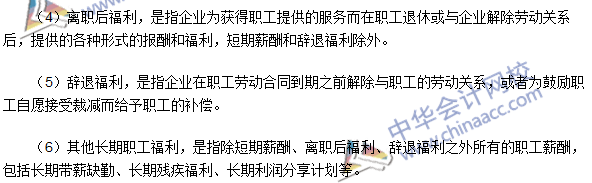 （4）离职后福利，是指企业为获得职工提供的服务而在职工退休或与企业解除劳动关系
后，提供的各种形式的报酬和福利，短期薪酬和辞退福利除外。
（5）辞退福利，是指企业在职工劳动合同到期之前解除与职工的劳动关系，或者为鼓励职
工自愿接受裁减而给予职工的补偿。
（6）其他长期职工福利，是指除短期薪酬、离职后福利、辞退福利之外所有的职工薪酬，
包括长期带薪缺勤、长期残疾福利、长期利润分享计划等。
中华会计网校
www.chinaacc.com